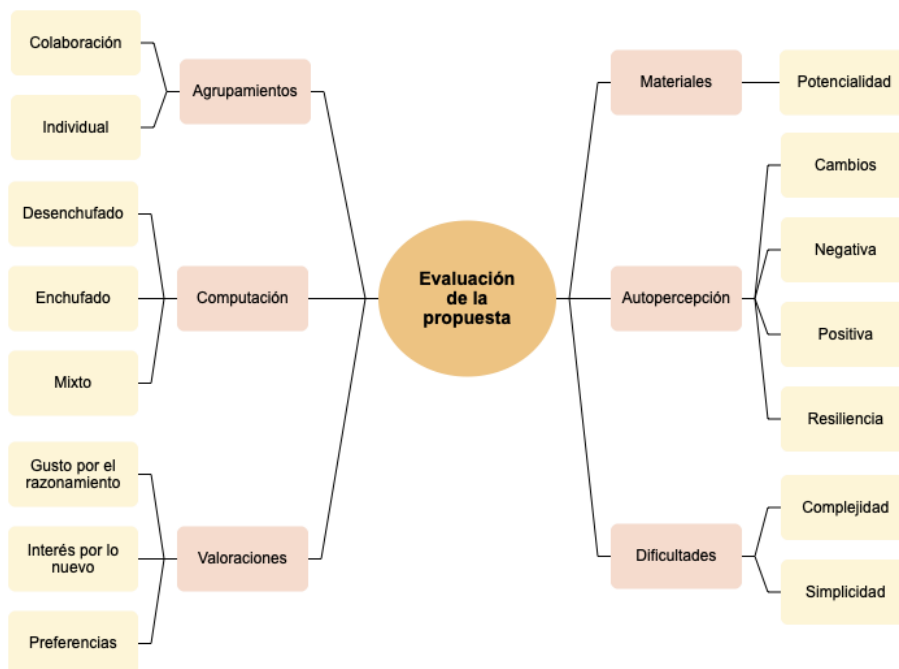 Evaluación
de la
propuesta
Agrupamientos
Colaboración
Individual
Computación
Desenchufado
Enchufado
Mixto
Valoraciones
Gusto por el
razonamiento
Interés por lo
nuevo
Preferencias
Materiales
Potencialidad
Autopercepción
Cambios
Negativa
Positiva
Resiliencia
Dificultades
Complejidad
Simplicidad